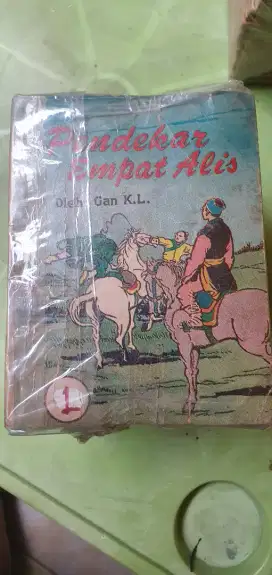 Pendekar
Empat Alis
Oleh: Gan K.L.
1